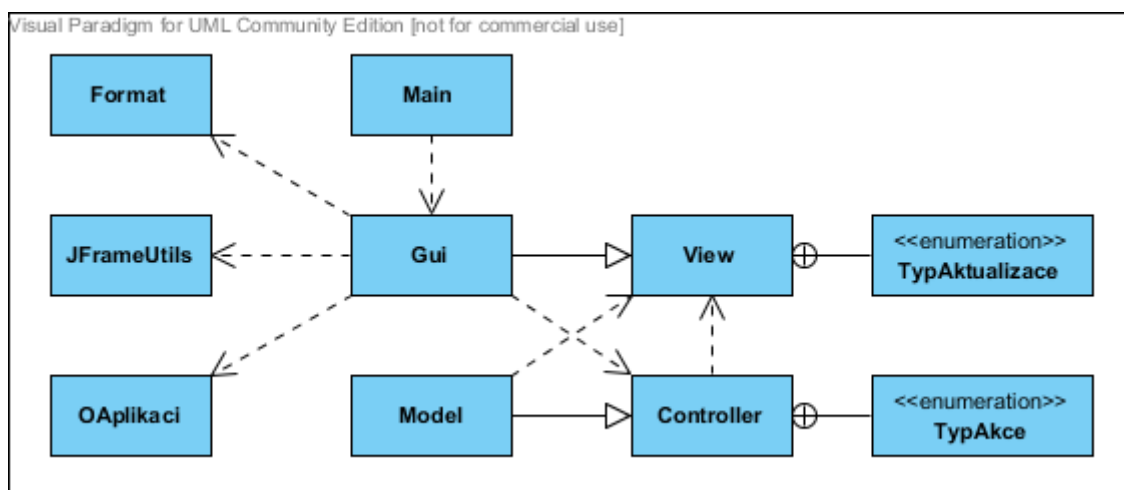 Visual Paradigm for UML Community Edition [not for commercial use]
Format
Main
JFrameUtils
Gui
View
<<enumeration>>
TypAktualizace
OAplikaci
Model
Controller
<<enumeration>>
TypAkce